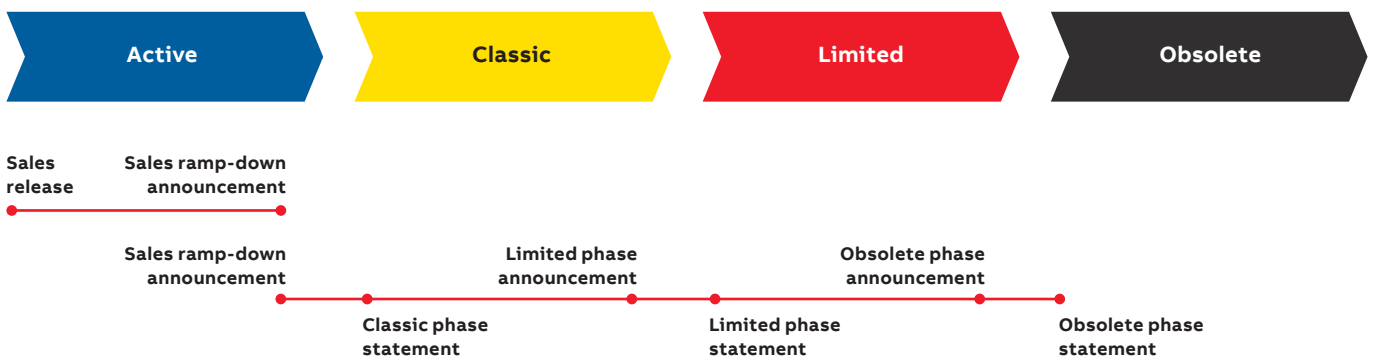 Active
Classic
Limited
Obsolete
Sales
release
Sales ramp-down
announcement
Sales ramp-down
announcement
Limited phase
announcement
Obsolete phase
announcement
Classic phase
statement
Limited phase
statement
Obsolete phase
statement